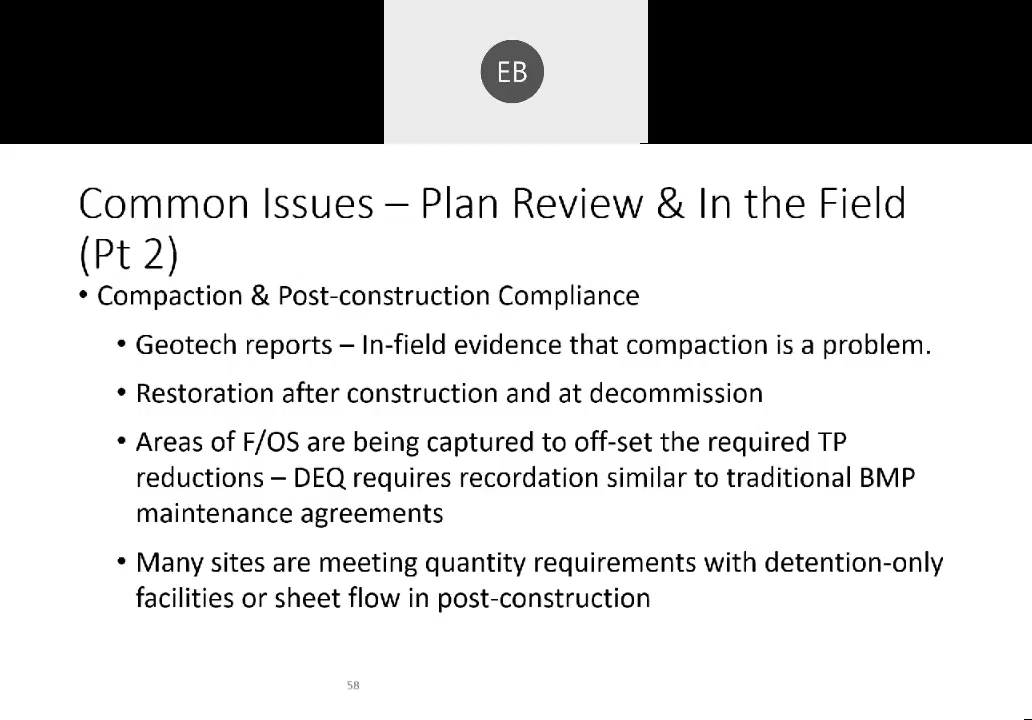 EB
Common Issues – Plan Review & In the Field
(Pt 2)
• Compaction & Post-construction Compliance
• Geotech reports – In-field evidence that compaction is a problem.
• Restoration after construction and at decommission
• Areas of F/OS are being captured to off-set the required TP
reductions – DEQ requires recordation similar to traditional BMP
maintenance agreements
• Many sites are meeting quantity requirements with detention-only
facilities or sheet flow in post-construction
58